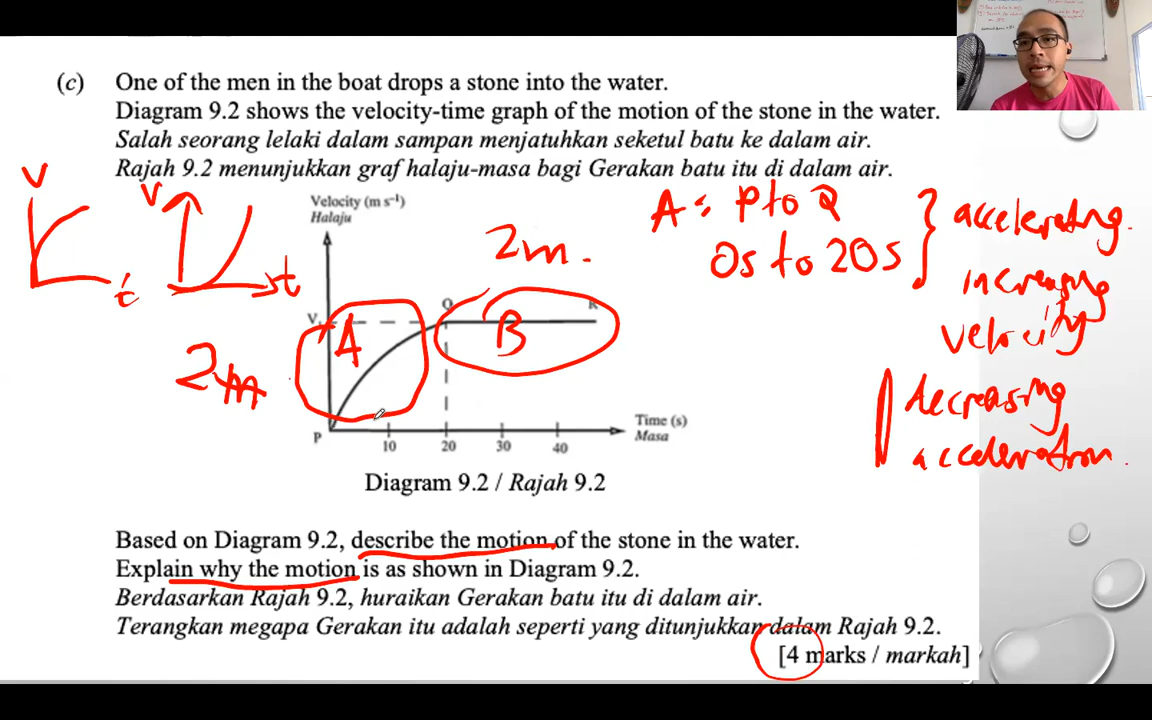 (c) One of the men in the boat drops a stone into the water.
Diagram 9.2 shows the velocity-time graph of the motion of the stone in the water.
Salah seorang lelaki dalam sampan menjatuhkan seketul batu ke dalam air.
Rajah 9.2 menunjukkan graf halaju-masa bagi Gerakan batu itu di dalam air.
V
t
V
t
Velocity (m s⁻¹)
Halaju
2m.
A: P to Q
0s to 20s
accelerating.
increasing
velocity
decreasing
acceleration.
V
Q
R
A
B
2m
P
10 20 30 40
Time (s)
Masa
Diagram 9.2 / Rajah 9.2
Based on Diagram 9.2, describe the motion of the stone in the water.
Explain why the motion is as shown in Diagram 9.2.
Berdasarkan Rajah 9.2, huraikan Gerakan batu itu di dalam air.
Terangkan megapa Gerakan itu adalah seperti yang ditunjukkan dalam Rajah 9.2.
[4 marks / markah]